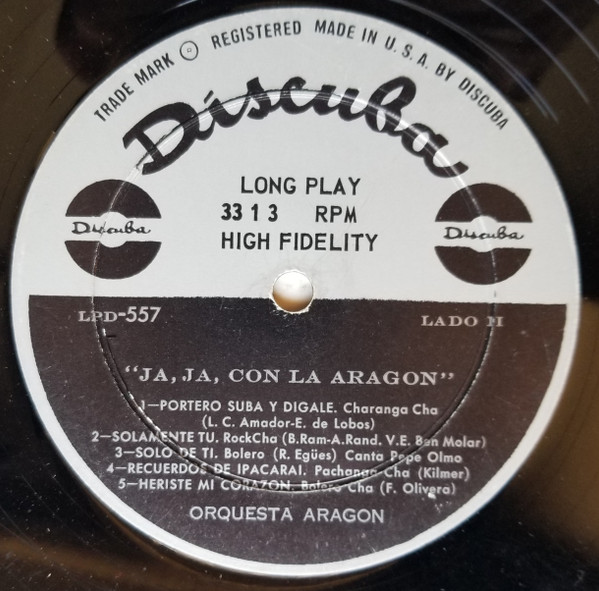 TRADE MARK ® REGISTERED MADE IN U.S.A. BY DISCUBA
Discuba
LONG PLAY
33 1 3 RPM
HIGH FIDELITY
Discuba
Discuba
LPD-557
LADO II
"JA, JA, CON LA ARAGON"
1—PORTERO SUBA Y DIGALE. Charanga Cha
(L. C. Amador-E. de Lobos)
2—SOLAMENTE TU. RockCha (B.Ram-A.Rand. V.E. Ben Molar)
3—SOLO DE TI. Bolero (R. Egües) Canta Pepe Olmo
4—RECUERDOS DE IPACARAI. Pachanga-Cha (Kilmer)
5—HERISTE MI CORAZON. Bolero Cha (F. Olivera)
ORQUESTA ARAGON